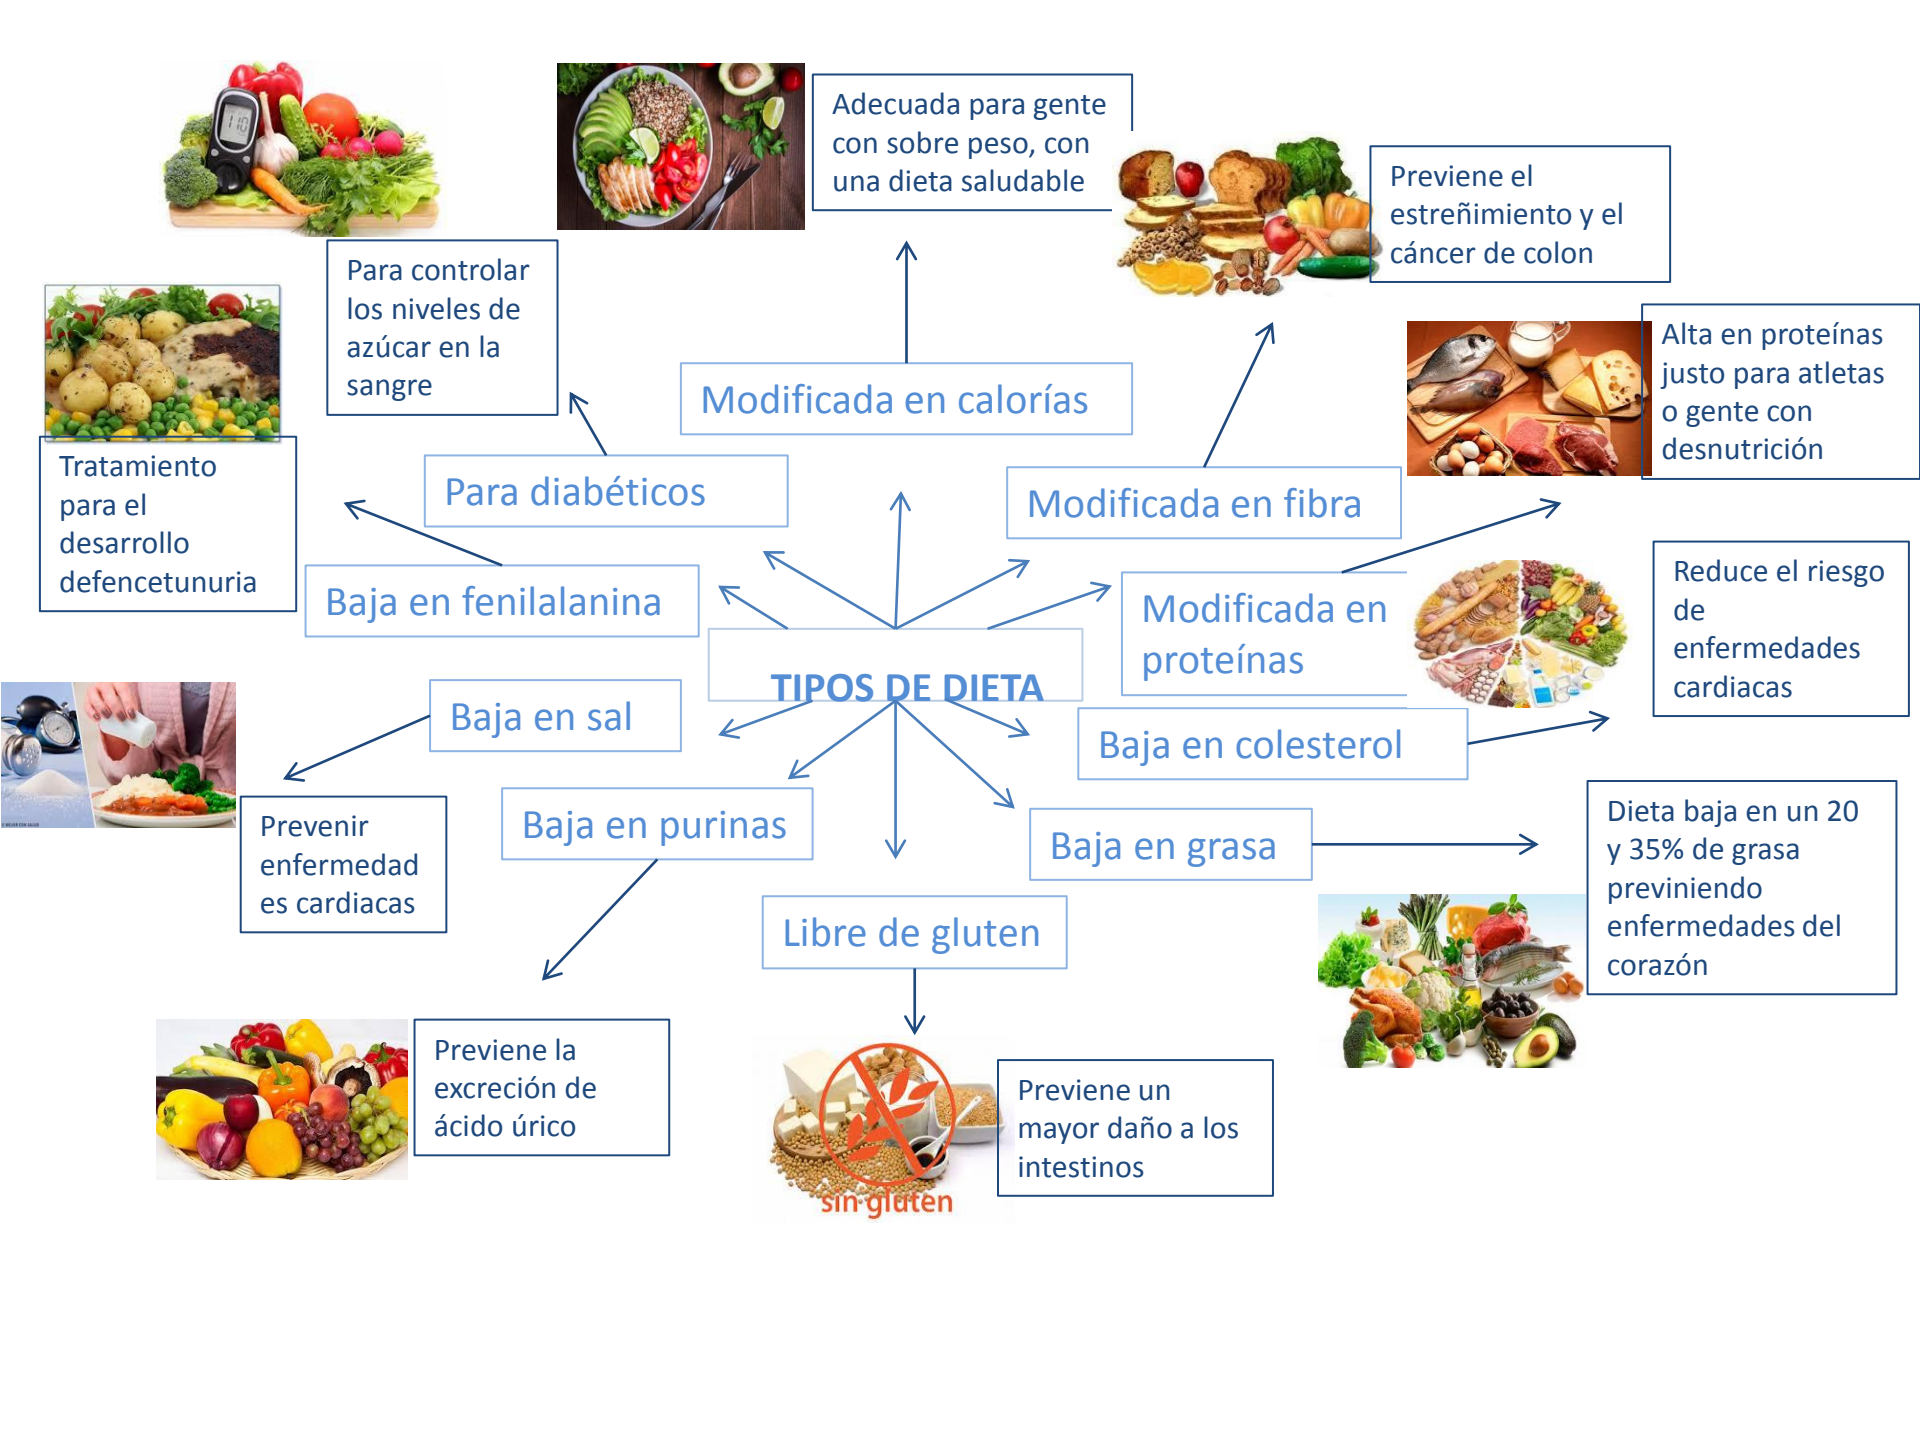 Adecuada para gente
con sobre peso, con
una dieta saludable
Previene el
estreñimiento y el
cáncer de colon
Para controlar
los niveles de
azúcar en la
sangre
Alta en proteínas
justo para atletas
o gente con
desnutrición
Modificada en calorías
Tratamiento
para el
desarrollo
defencetunuria
Para diabéticos
Modificada en fibra
Baja en fenilalanina
Modificada en
proteínas
Reduce el riesgo
de
enfermedades
cardiacas
TIPOS DE DIETA
Baja en sal
Baja en colesterol
Prevenir
enfermedad
es cardiacas
Baja en purinas
Baja en grasa
Dieta baja en un 20
y 35% de grasa
previniendo
enfermedades del
corazón
Libre de gluten
Previene la
excreción de
ácido úrico
Previene un
mayor daño a los
intestinos
sin gluten